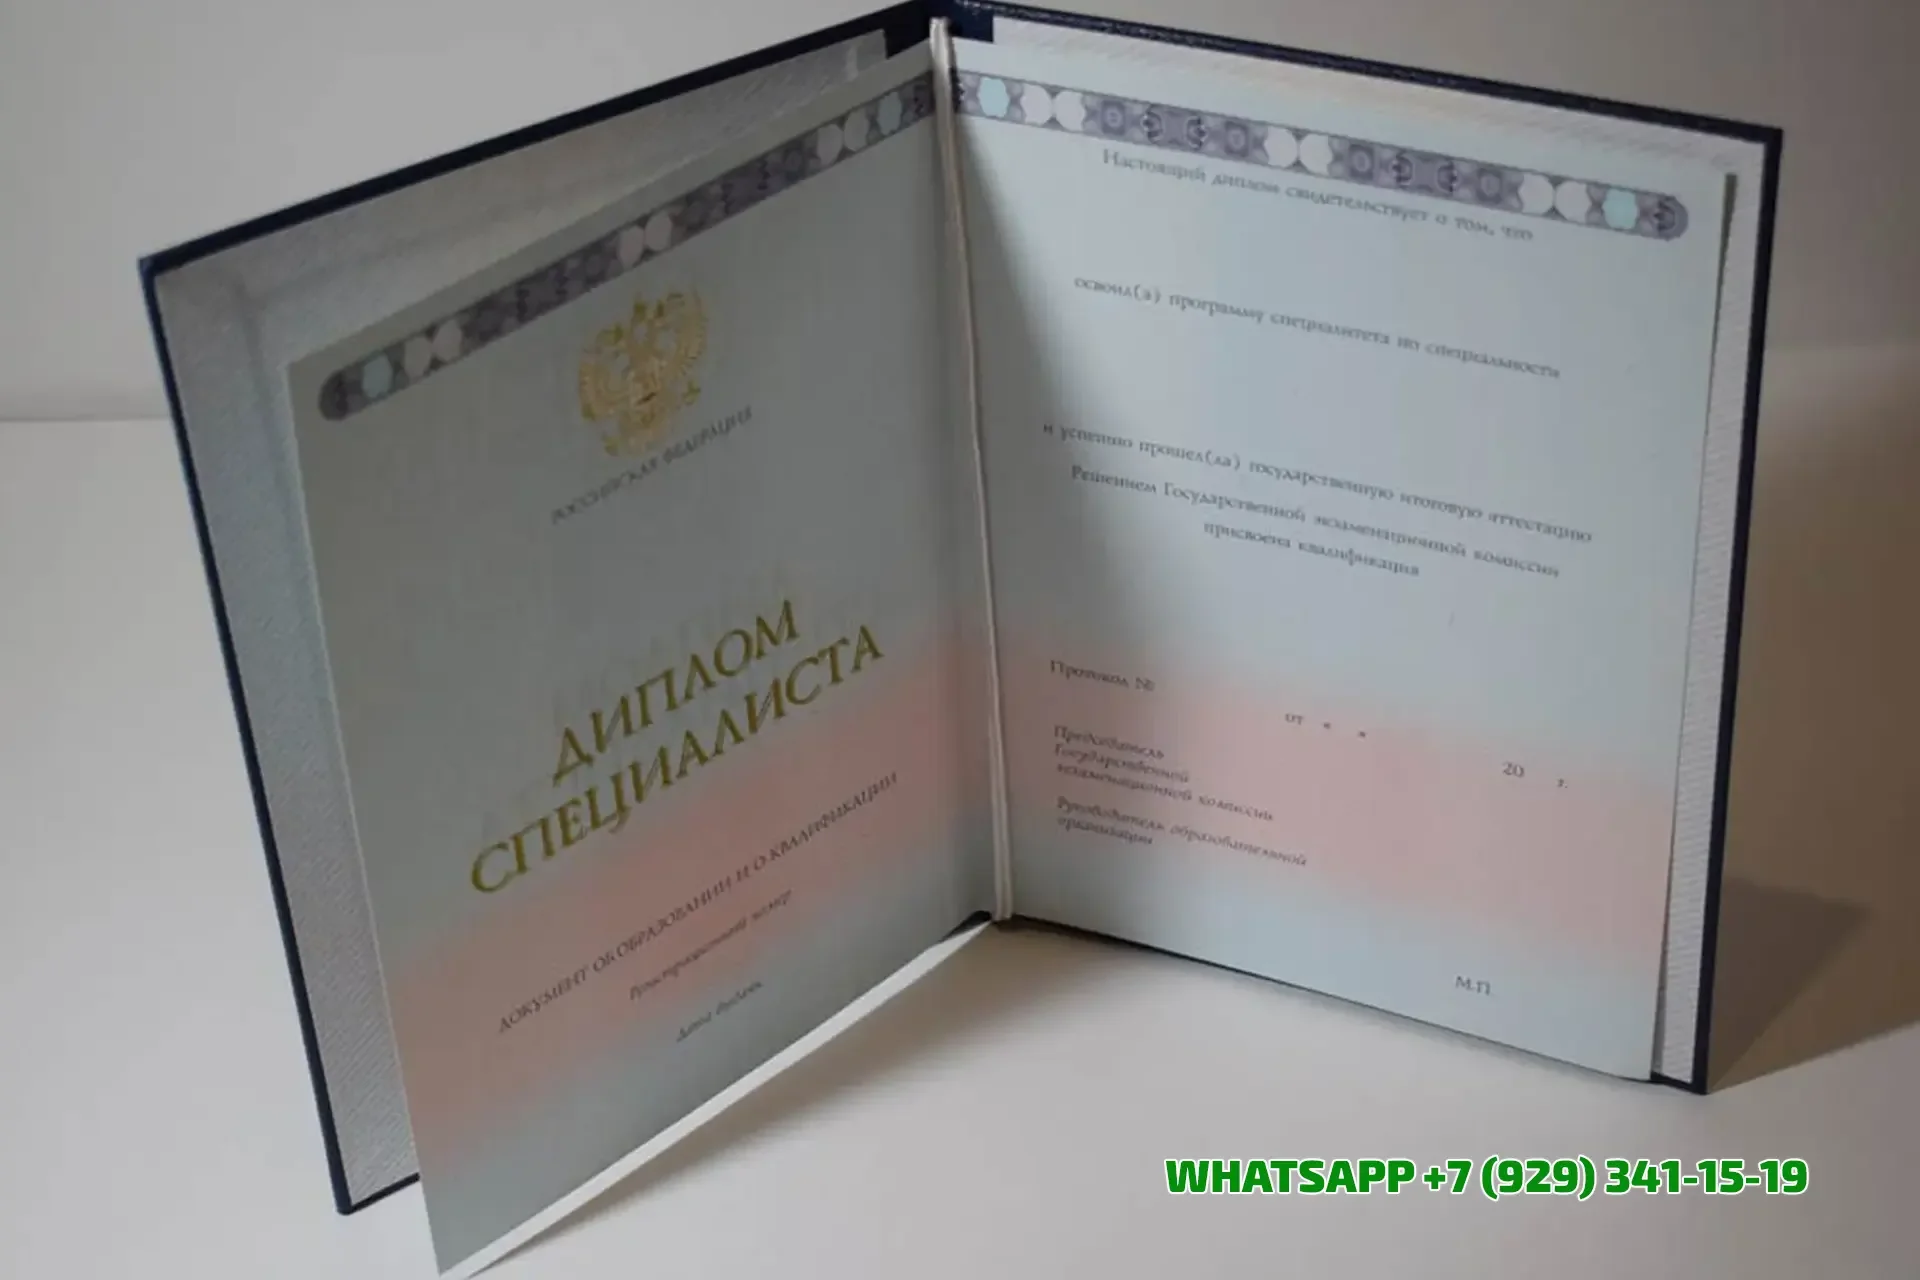 РОССИЙСКАЯ ФЕДЕРАЦИЯ
ДИПЛОМ
СПЕЦИАЛИСТА
ДОКУМЕНТ ОБ ОБРАЗОВАНИИ И О КВАЛИФИКАЦИИ
Регистрационный номер
Дата выдачи
Настоящий диплом свидетельствует о том, что
освоил(а) программу специалитета по специальности
и успешно прошел(ла) государственную итоговую аттестацию
Решением Государственной экзаменационной комиссии
присвоена квалификация
Протокол №
от « » 20 г.
Председатель
Государственной
экзаменационной комиссии
Руководитель образовательной
организации
М.П.
WHATSAPP +7 (929) 341-15-19